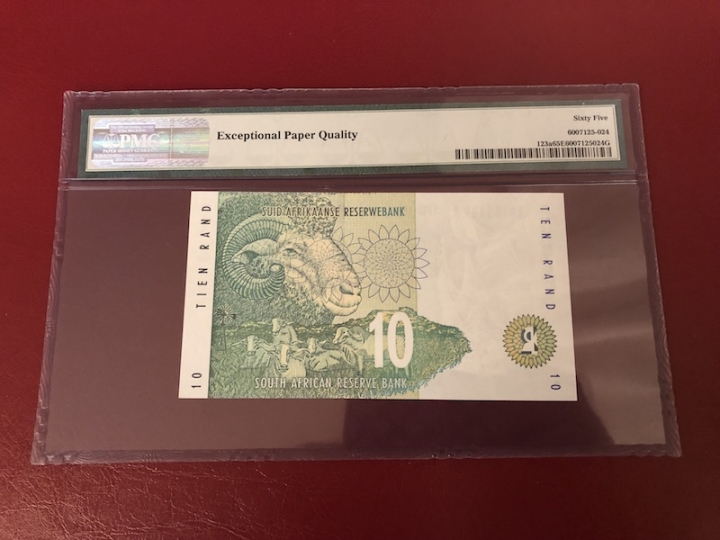 PMG
Exceptional Paper Quality
Sixty Five
6007125-024
123a65E6007125024G
SUID-AFRIKAANSE RESERWEBANK
TIEN RAND
10
TEN RAND
10
10
SOUTH AFRICAN RESERVE BANK